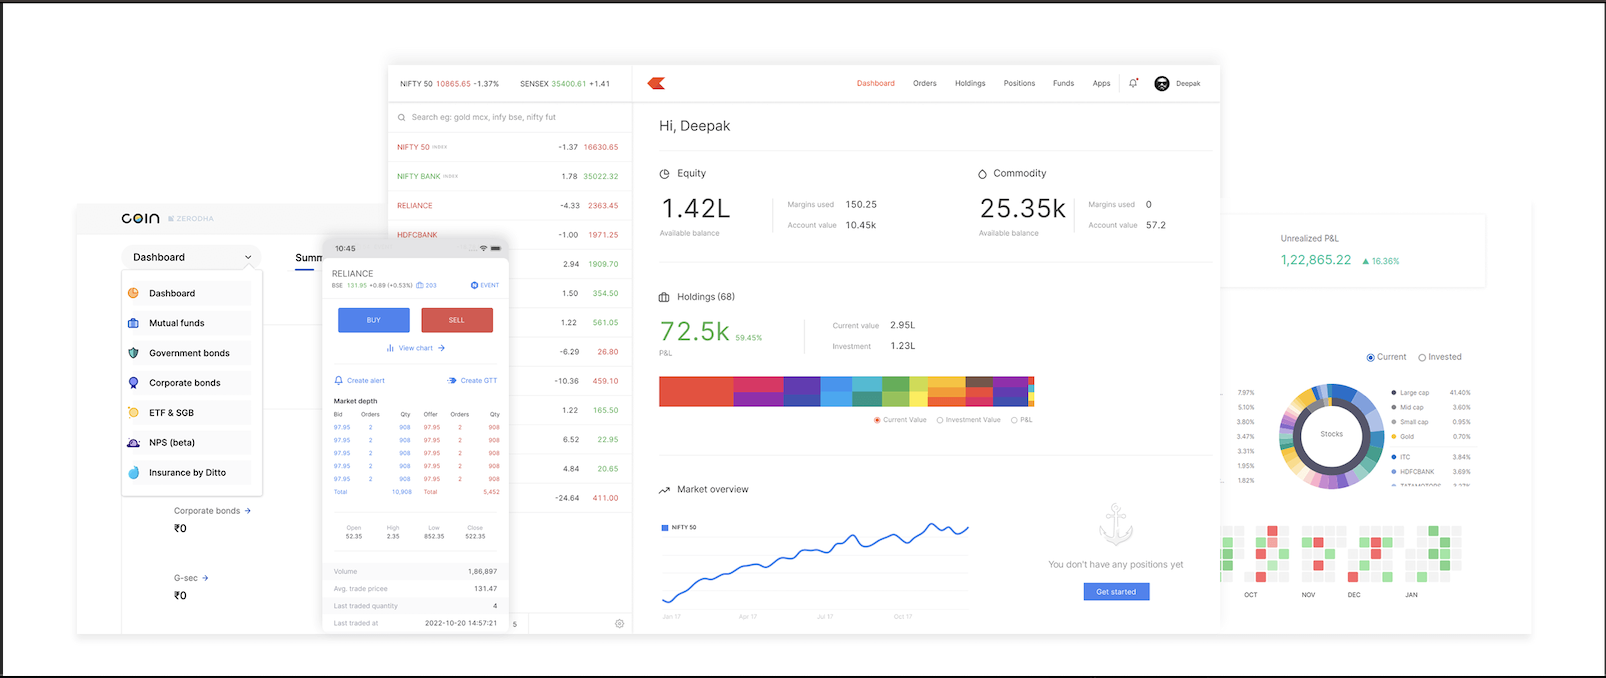 NIFTY 50 10865.65 -1.37% SENSEX 35400.61 +1.41
Dashboard Orders Holdings Positions Funds Apps Deepak
Search eg: gold mcx, infy bse, nifty fut
NIFTY 50 INDEX -1.37 16630.65
NIFTY BANK INDEX 1.78 35022.32
RELIANCE -4.33 2363.45
HDFCBANK -1.00 1971.25
2.94 1909.70
1.50 354.50
1.22 561.05
-6.29 26.80
-10.36 459.10
1.22 165.50
6.52 22.95
4.84 20.65
-24.64 411.00
5
Hi, Deepak
Equity
1.42L
Available balance
Margins used 150.25
Account value 10.45k
Commodity
25.35k
Available balance
Margins used 0
Account value 57.2
Holdings (68)
72.5k 59.45%
P&L
Current value 2.95L
Investment 1.23L
Current Value Investment Value P&L
Market overview
NIFTY 50
Jan 17 Apr 17 Jul 17 Oct 17
You don't have any positions yet
Get started
coin ZERODHA
Dashboard
Summ
Dashboard
Mutual funds
Government bonds
Corporate bonds
ETF & SGB
NPS (beta)
Insurance by Ditto
Corporate bonds →
₹0
G-sec →
₹0
10:45
RELIANCE
BSE 131.95 +0.69 (+0.53%) 203 EVENT
BUY SELL
View chart →
Create alert Create GTT
Market depth
Bid Orders Qty Offer Orders Qty
97.95 2 908 97.95 2 908
97.95 2 908 97.95 2 908
97.95 2 908 97.95 2 908
97.95 2 908 97.95 2 908
97.95 2 908 97.95 2 908
Total 10,908 Total 5,452
Open High Low Close
52.35 2.35 852.35 522.35
Volume 1,86,897
Avg. trade pricee 131.47
Last traded quantity 4
Last traded at 2022-10-20 14:57:21
Unrealized P&L
1,22,865.22 ▲ 16.36%
Current Invested
7.97%
5.10%
3.80%
3.47%
3.31%
1.95%
1.82%
Stocks
Large cap 41.40%
Mid cap 3.60%
Small cap 0.95%
Gold 0.70%
ITC 3.84%
HDFCBANK 3.69%
OCT NOV DEC JAN